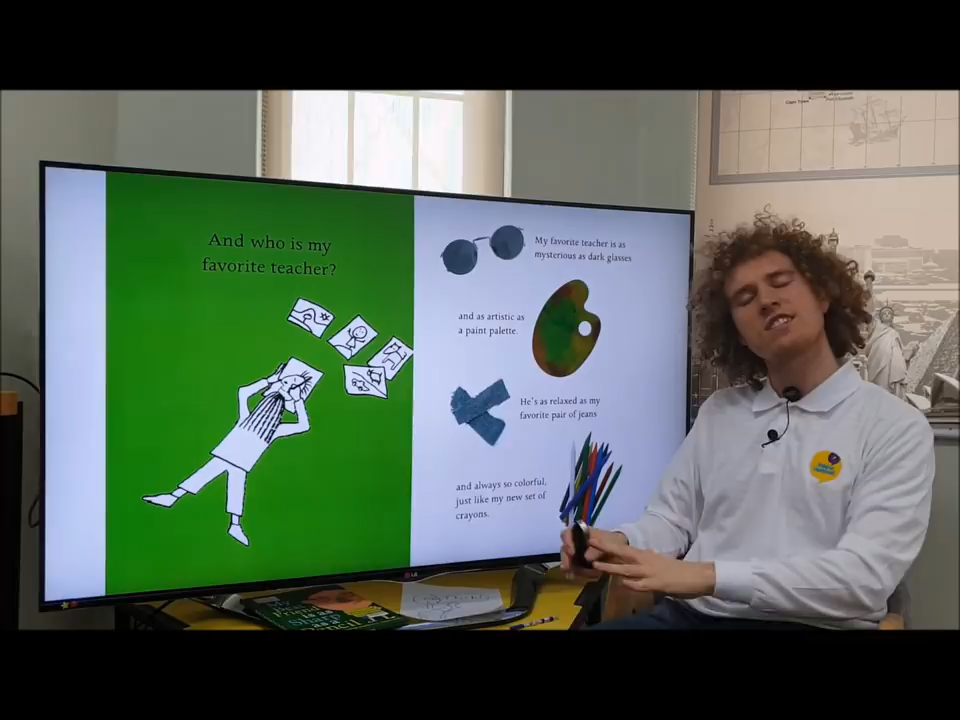 And who is my
favorite teacher?
My favorite teacher is as
mysterious as dark glasses
and as artistic as
a paint palette.
He's as relaxed as my
favorite pair of jeans
and always so colorful,
just like my new set of
crayons.
LG